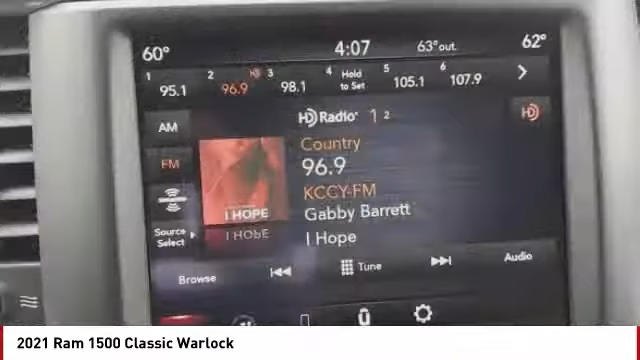 60° 4:07 63°out. 62°
1 95.1 2 96.9 HD 3 98.1 4 Hold to Set 5 105.1 6 107.9
AM
HD Radio 1 2
HD
Country
FM
96.9
KCCY-FM
I HOPE
Gabby Barrett
Source
Select
I Hope
Browse
Tune
Audio
2021 Ram 1500 Classic Warlock